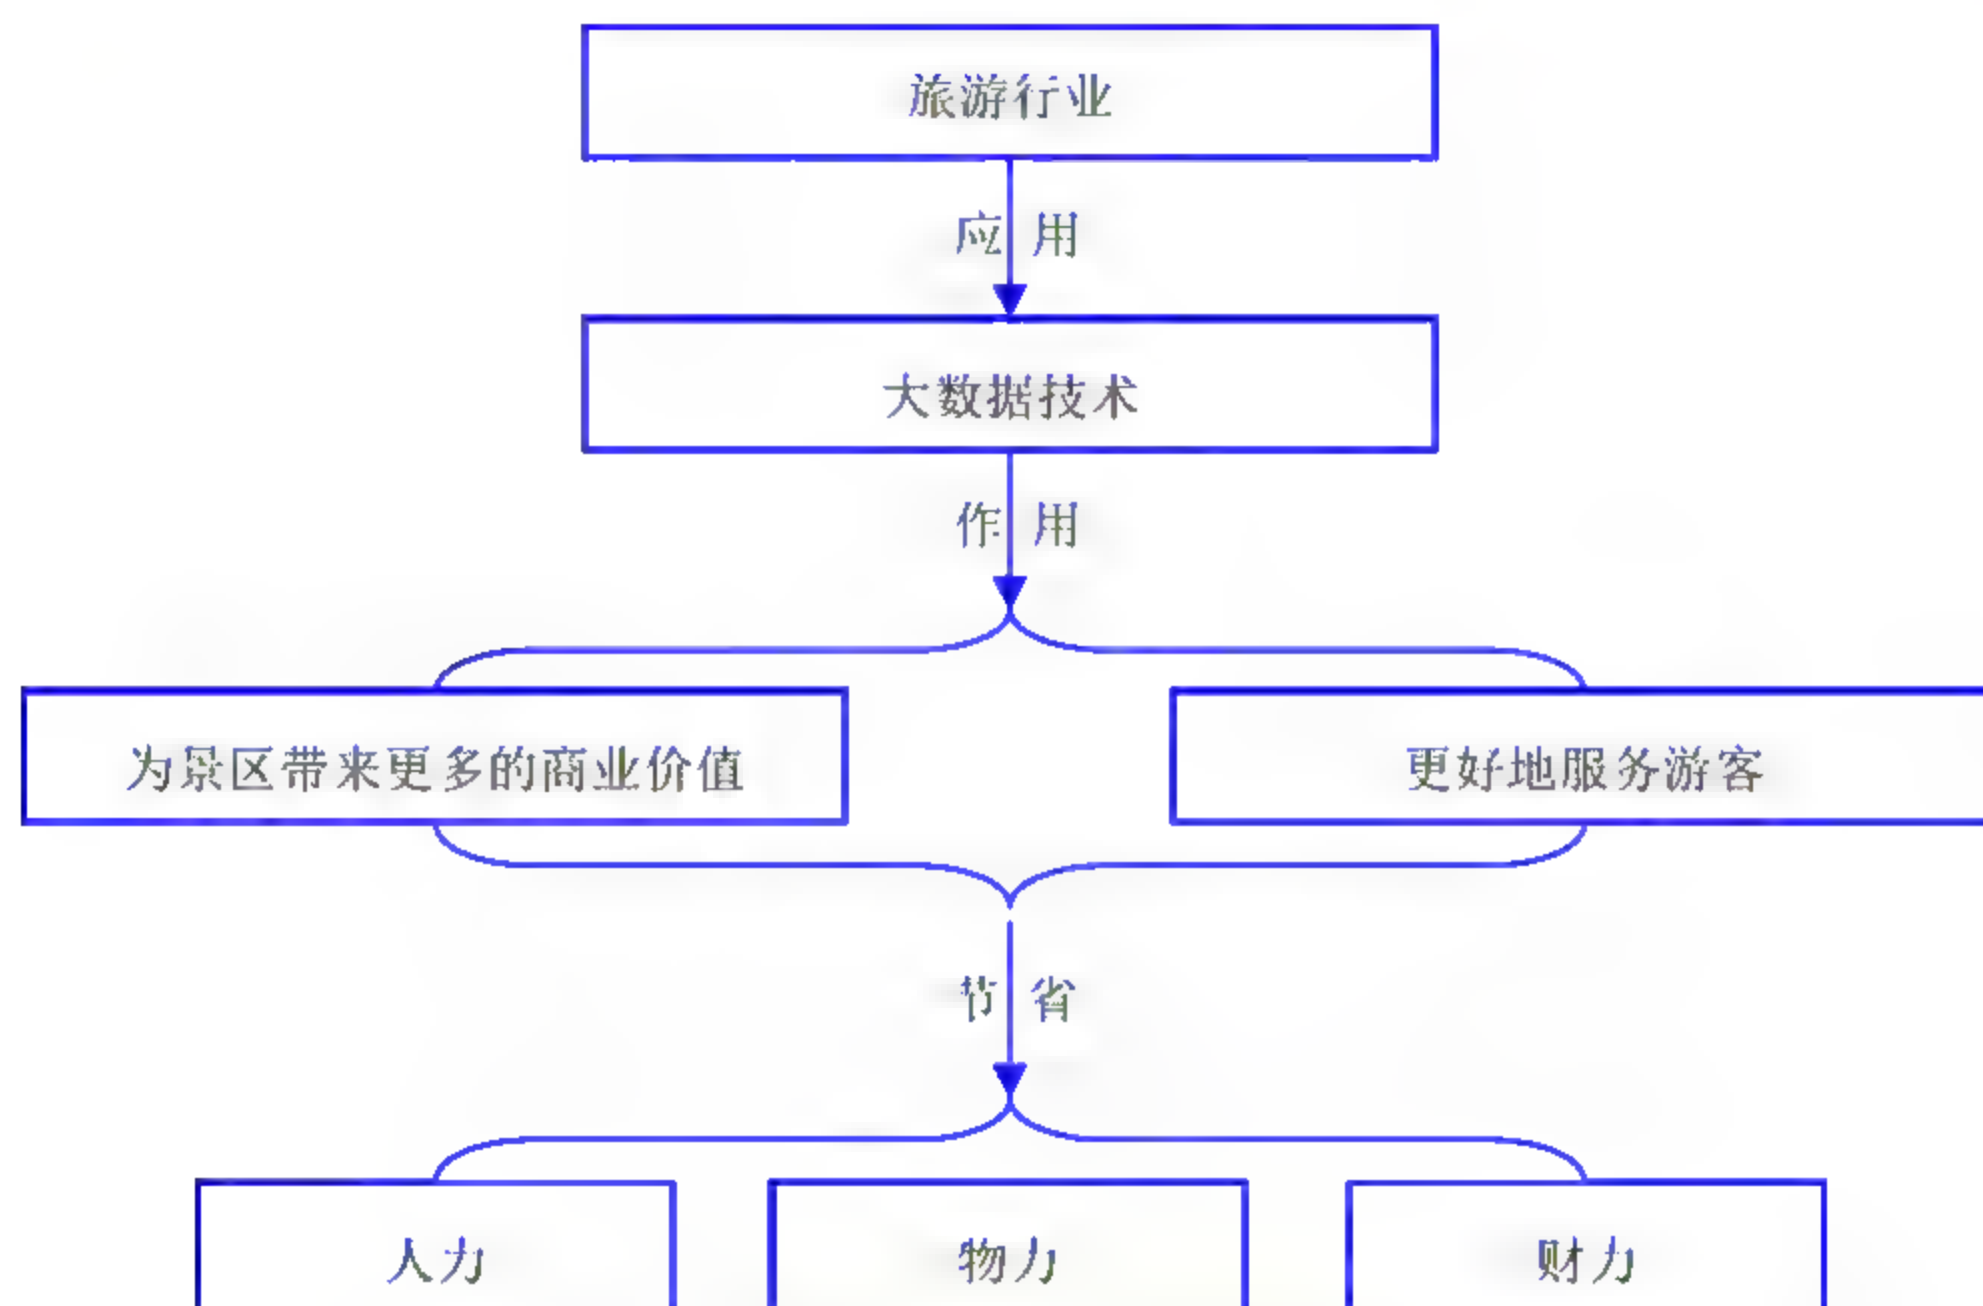 旅游行业
应用
大数据技术
作用
为景区带来更多的商业价值
更好地服务游客
节省
人力
物力
财力